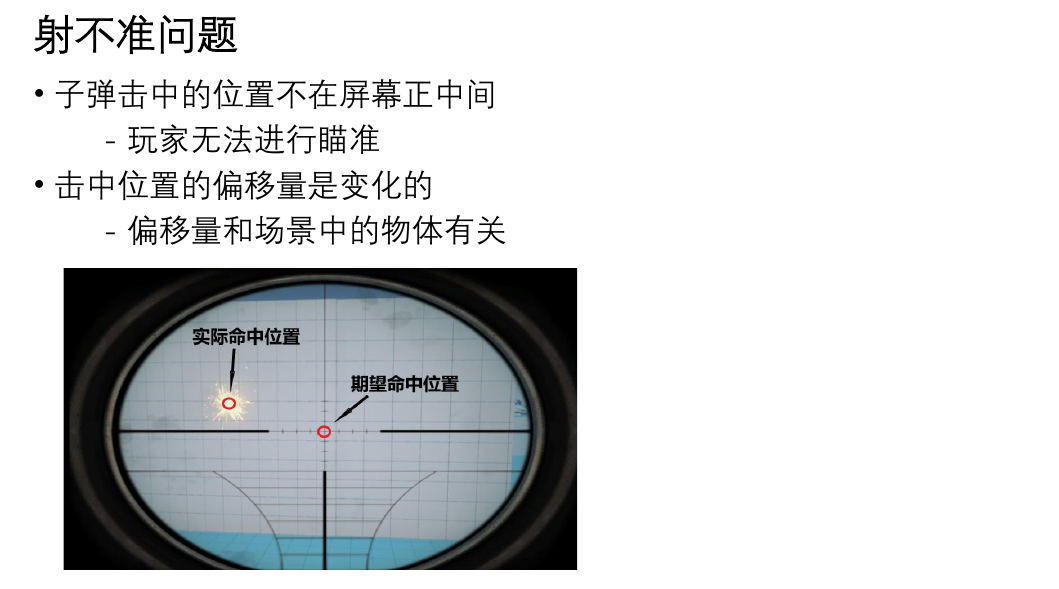 射不准问题
• 子弹击中的位置不在屏幕正中间
- 玩家无法进行瞄准
• 击中位置的偏移量是变化的
- 偏移量和场景中的物体有关
实际命中位置
期望命中位置